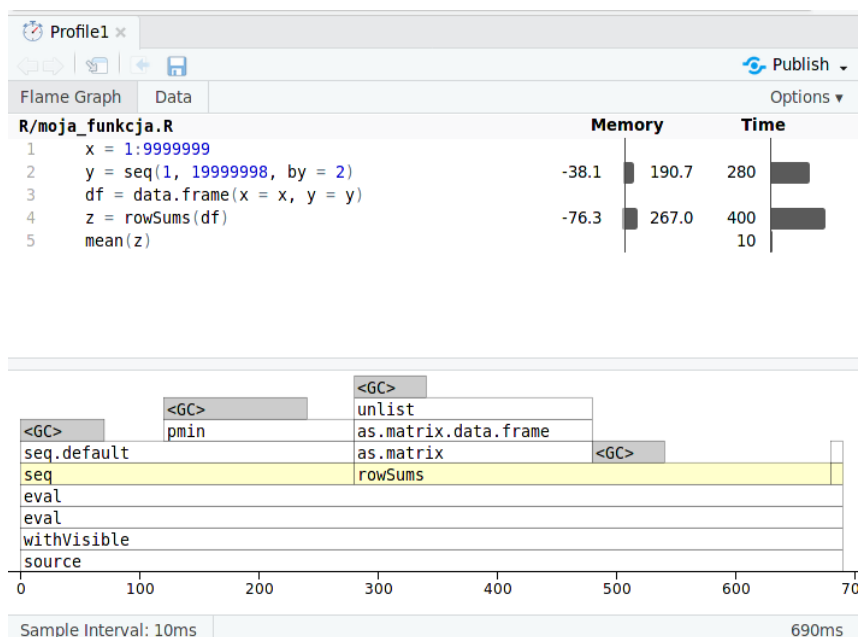 Profile1 ×
Publish
Flame Graph Data Options ▾
R/moja_funkcja.R Memory Time
1 x = 1:9999999
2 y = seq(1, 19999998, by = 2) -38.1 190.7 280
3 df = data.frame(x = x, y = y)
4 z = rowSums(df) -76.3 267.0 400
5 mean(z) 10
<GC>
<GC> unlist
<GC> pmin as.matrix.data.frame
seq.default as.matrix <GC>
seq rowSums
eval
eval
withVisible
source
0 100 200 300 400 500 600 70
Sample Interval: 10ms 690ms